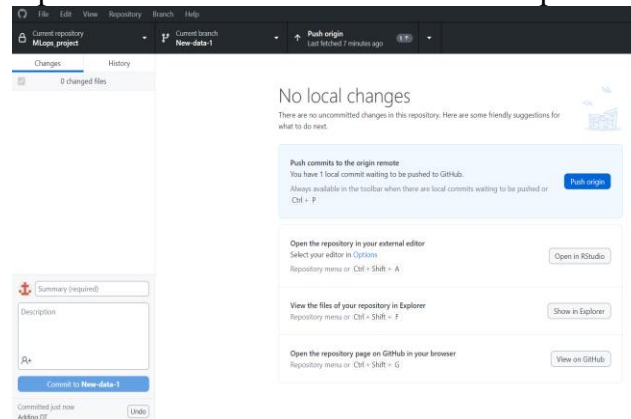 File Edit View Repository Branch Help
Current repository
MLops_project
Current branch
New-data-1
Push origin
Last fetched 7 minutes ago
1
Changes
History
0 changed files
No local changes
There are no uncommitted changes in this repository. Here are some friendly suggestions for
what to do next.
Push commits to the origin remote
You have 1 local commit waiting to be pushed to GitHub.
Always available in the toolbar when there are local commits waiting to be pushed or
Ctrl + P
Push origin
Open the repository in your external editor
Select your editor in Options
Repository menu or Ctrl + Shift + A
Open in RStudio
View the files of your repository in Explorer
Repository menu or Ctrl + Shift + F
Show in Explorer
Open the repository page on GitHub in your browser
Repository menu or Ctrl + Shift + G
View on GitHub
Summary (required)
Description
Commit to New-data-1
Committed just now
Adding
Undo